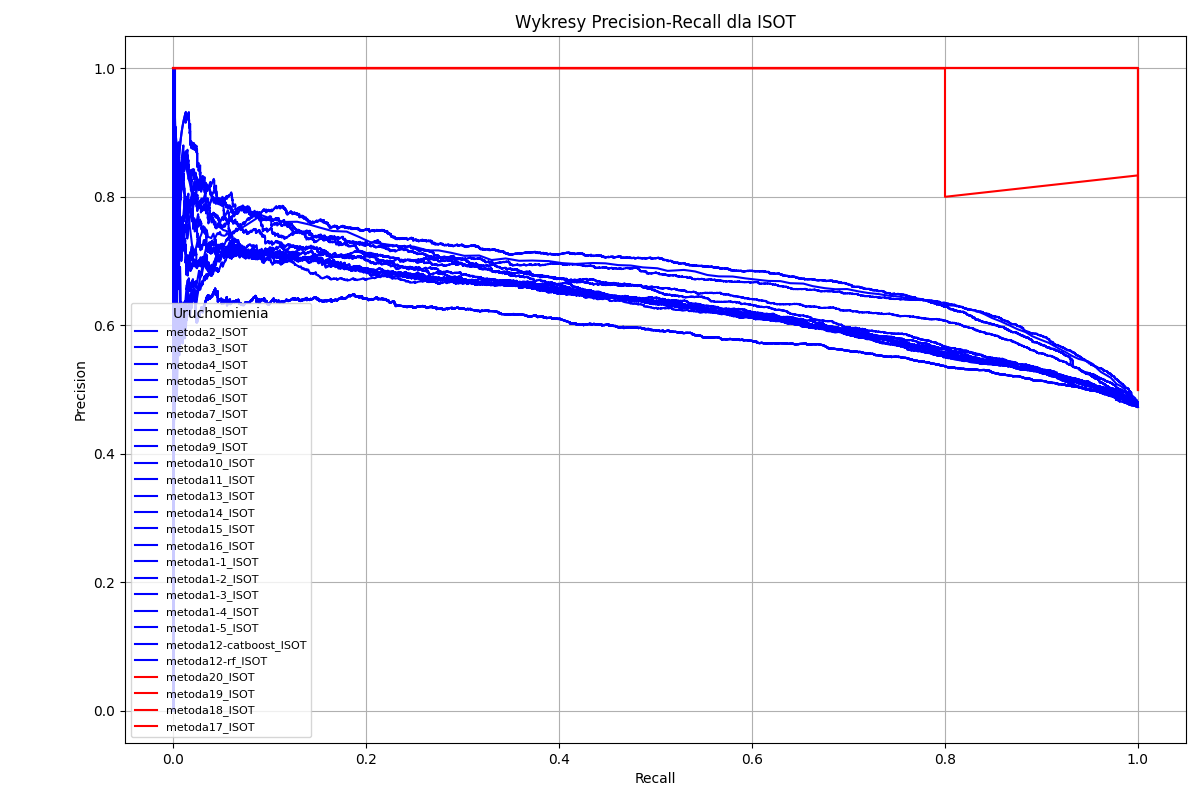 Wykresy Precision-Recall dla ISOT
1.0
0.8
0.6
0.4
0.2
0.0
Precision
Uruchomienia
metoda2_ISOT
metoda3_ISOT
metoda4_ISOT
metoda5_ISOT
metoda6_ISOT
metoda7_ISOT
metoda8_ISOT
metoda9_ISOT
metoda10_ISOT
metoda11_ISOT
metoda13_ISOT
metoda14_ISOT
metoda15_ISOT
metoda16_ISOT
metoda1-1_ISOT
metoda1-2_ISOT
metoda1-3_ISOT
metoda1-4_ISOT
metoda1-5_ISOT
metoda12-catboost_ISOT
metoda12-rf_ISOT
metoda20_ISOT
metoda19_ISOT
metoda18_ISOT
metoda17_ISOT
0.0 0.2 0.4 0.6 0.8 1.0
Recall